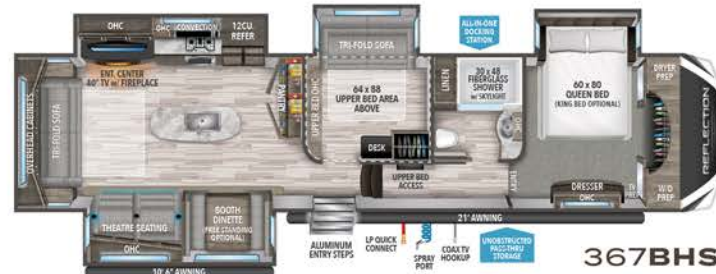 OHC
OHC
CONVECTION
12CU.
REFER
ENT. CENTER
40" TV w/ FIREPLACE
OVERHEAD CABINETS
TRI-FOLD SOFA
PANTRY
THEATRE SEATING
OHC
BOOTH
DINETTE
(FREE STANDING
OPTIONAL)
10' 6" AWNING
TRI-FOLD SOFA
UPPER BED OHC
64 x 88
UPPER BED AREA
ABOVE
DESK
UPPER BED
ACCESS
ALUMINUM
ENTRY STEPS
21' AWNING
LP QUICK
CONNECT
SPRAY
PORT
COAX TV
HOOKUP
UNOBSTRUCTED
PASS-THRU
STORAGE
ALL-IN-ONE
DOCKING
STATION
LINEN
30 x 48
FIBERGLASS
SHOWER
w/ SKYLIGHT
OHC
LINEN
60 x 80
QUEEN BED
(KING BED OPTIONAL)
DRESSER
OHC
TV
PREP
DRYER
PREP
W/D
PREP
REFLECTION
367BHS